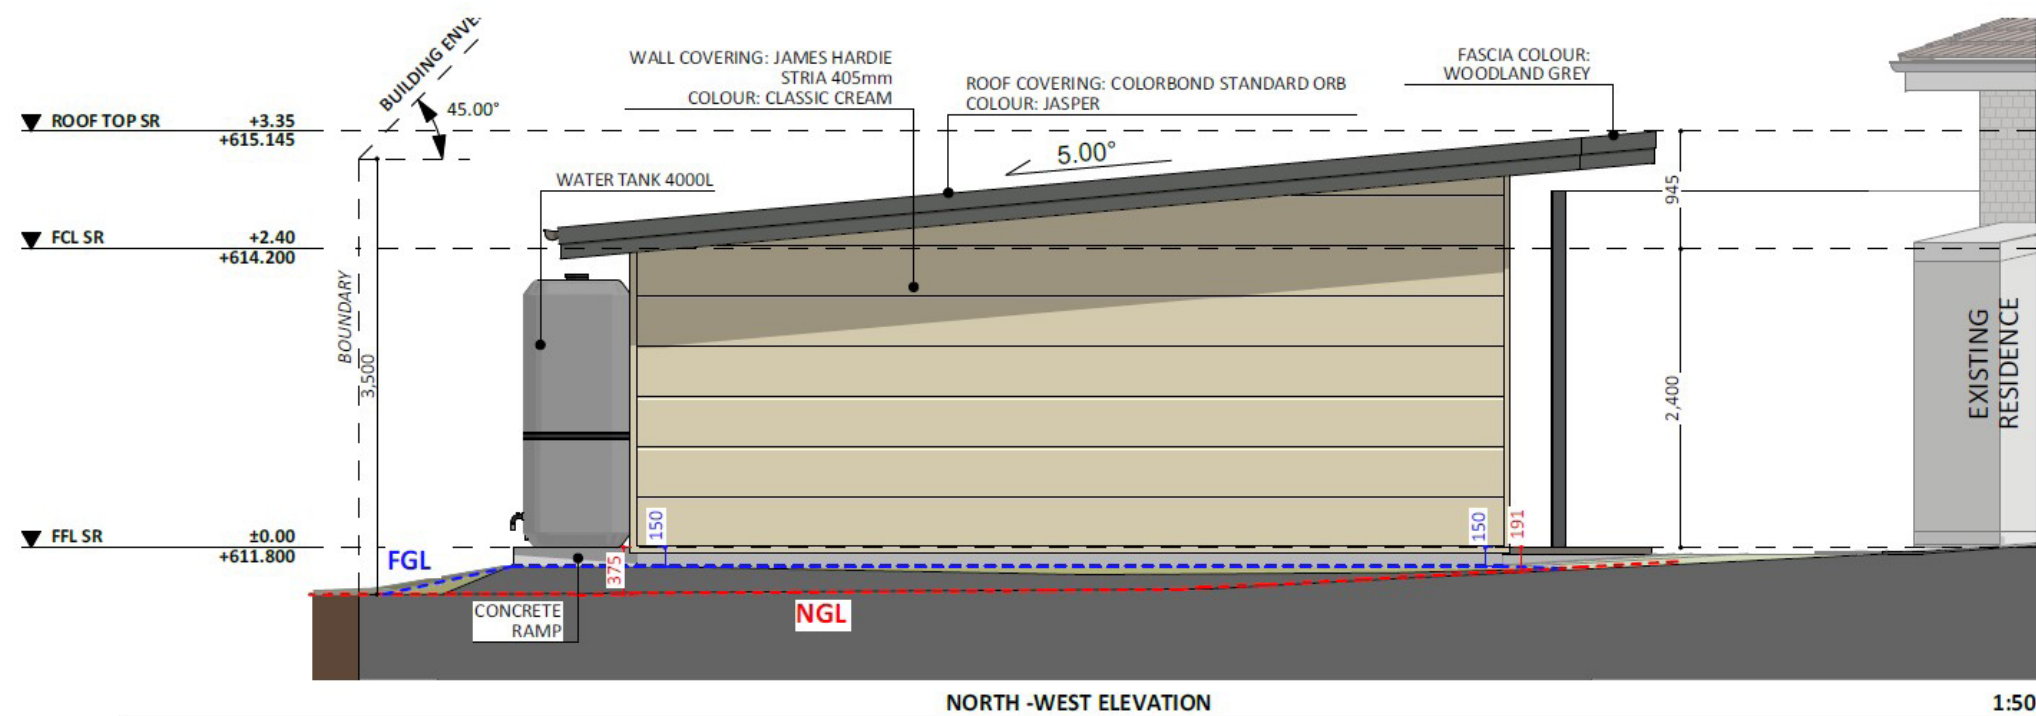 BUILDING ENVE
45.00°
WALL COVERING: JAMES HARDIE
STRIA 405mm
COLOUR: CLASSIC CREAM
ROOF COVERING: COLORBOND STANDARD ORB
COLOUR: JASPER
FASCIA COLOUR:
WOODLAND GREY
ROOF TOP SR +3.35
+615.145
5.00°
WATER TANK 4000L
945
FCL SR +2.40
+614.200
BOUNDARY
3,500
2,400
EXISTING
RESIDENCE
150
150
191
FFL SR ±0.00
+611.800
FGL
375
CONCRETE
RAMP
NGL
NORTH -WEST ELEVATION
1:50